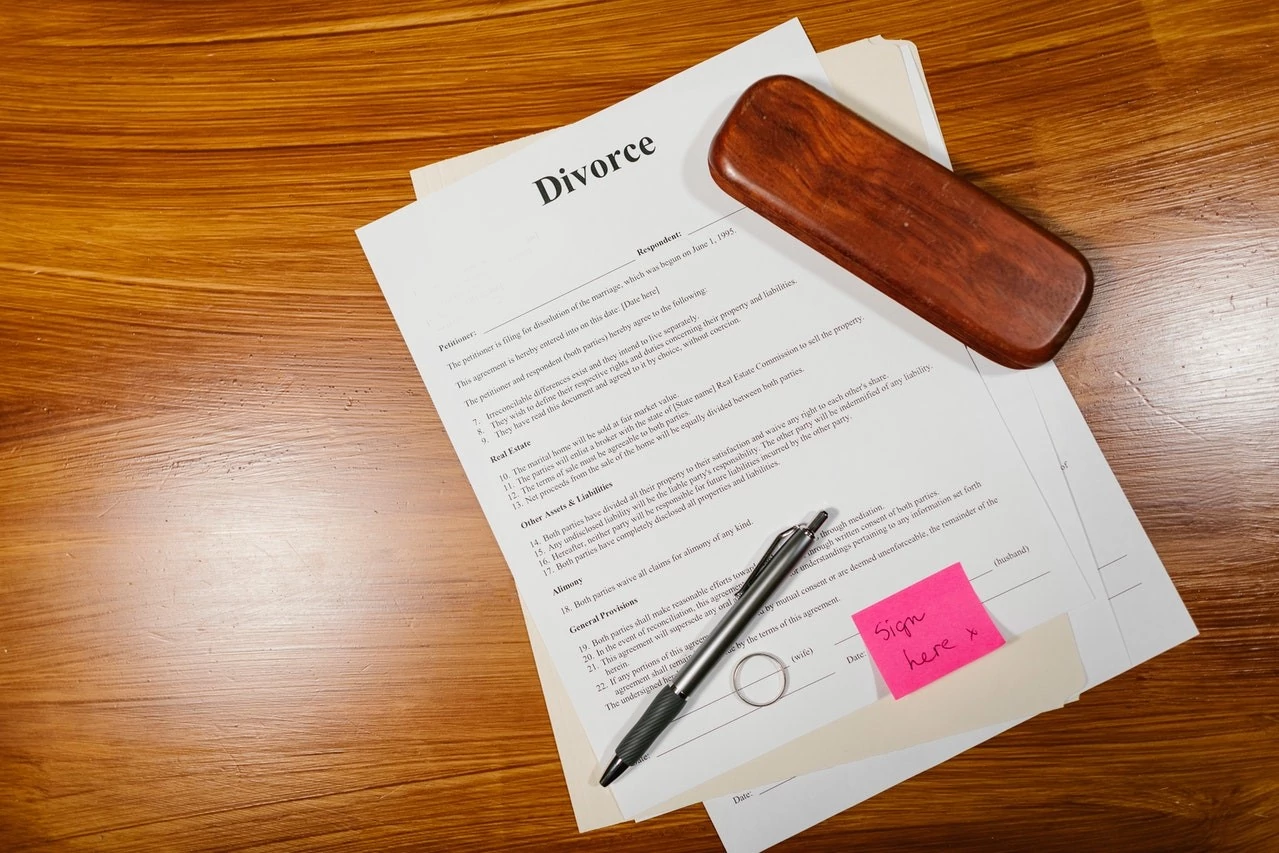 Divorce
Petitioner: Respondent:
The petitioner is filing for dissolution of the marriage, which was begun on June 1, 1995.
This agreement is hereby entered into on this date. [Date here]
The petitioner and respondent (both parties) hereby agree to the following:
7. Irreconcilable differences exist and they intend to live separately.
8. They wish to define their respective rights and duties concerning their property and liabilities.
9. They have read this document and agreed to it by choice, without coercion.
Real Estate
10. The marital home will be sold at fair market value.
11. The parties will enlist a broker with the state of [State name] Real Estate Commission to sell the property.
12. The terms of sale must be agreeable to both parties.
13. Net proceeds from the sale of the home will be equally divided between both parties.
Other Assets & Liabilities
14. Both parties have divided all their property to their satisfaction and waive any right to each other's share.
15. Any undisclosed liability will be the liable party's responsibility. The other party will be indemnified of any liability.
16. Hereafter, neither party will be responsible for future liabilities incurred by the other party.
17. Both parties have completely disclosed all properties and liabilities.
Alimony
18. Both parties waive all claims for alimony of any kind.
General Provisions
19. Both parties shall make reasonable efforts through mediation.
20. In the event of reconciliation, this through written consent of both parties.
21. This agreement will supersede any oral or understandings pertaining to any information set forth
herein.
22. If any portions of this by mutual consent or are deemed unenforceable, the remainder of the
agreement shall by the terms of this agreement.
The undersigned
(wife) (husband)
Date:
Sign
here x
of
Date: